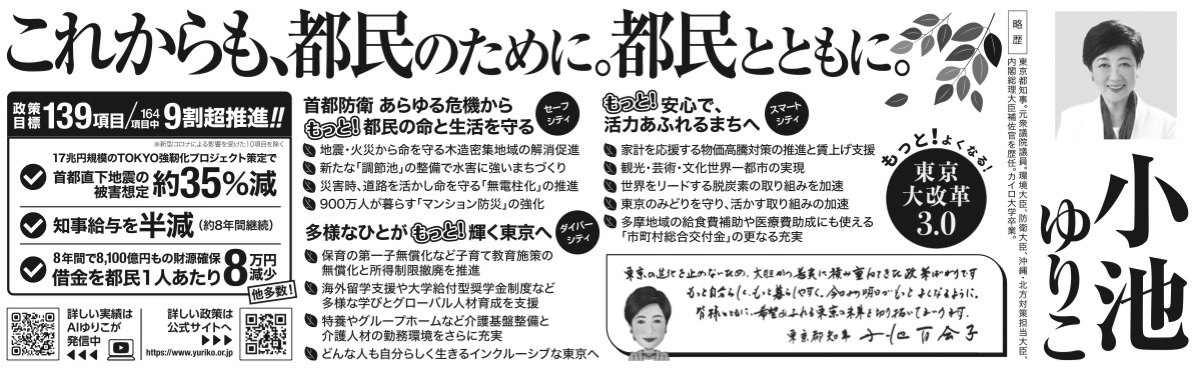 これからも、都民のために。都民とともに。
政策
目標
139項目/164項目中 9割超推進!!
※新型コロナによる影響を受けた10項目を除く
17兆円規模のTOKYO強靭化プロジェクト策定で
首都直下地震の
被害想定
約35%減
知事給与を半減(約8年間継続)
8年間で8,100億円もの財源確保
借金を都民1人あたり8万円減少
他多数!
詳しい実績は
AIゆりこが
発信中
詳しい政策は
公式サイトへ
https://www.yuriko.or.jp
首都防衛 あらゆる危機から
もっと!都民の命と生活を守る
セーフ
シティ
地震・火災から命を守る木造密集地域の解消促進
新たな「調節池」の整備で水害に強いまちづくり
災害時、道路を活かし命を守る「無電柱化」の推進
900万人が暮らす「マンション防災」の強化
多様なひとが もっと!輝く東京へ
ダイバー
シティ
保育の第一子無償化など子育て教育施策の
無償化と所得制限撤廃を推進
海外留学支援や大学給付型奨学金制度など
多様な学びとグローバル人材育成を支援
特養やグループホームなど介護基盤整備と
介護人材の勤務環境をさらに充実
どんな人も自分らしく生きるインクルーシブな東京へ
もっと!安心で、
活力あふれるまちへ
スマート
シティ
家計を応援する物価高騰対策の推進と賃上げ支援
観光・芸術・文化世界一都市の実現
世界をリードする脱炭素の取り組みを加速
東京のみどりを守り、活かす取り組みの加速
多摩地域の給食費補助や医療費助成にも使える
「市町村総合交付金」の更なる充実
もっと!よくなる!
東京
大改革
3.0
東京の進化を止めないため、大胆かつ着実に積み重ねてきた改革ばかりです
もっと自分らしく、もっと暮らしやすく。今日より明日がもっとよくなるように。
皆様とともに、希望あふれる東京の未来を切り拓いてまいります。
東京都知事 小池百合子
略歴
東京都知事。元衆議院議員。環境大臣、防衛大臣、沖縄・北方対策担当大臣、
内閣総理大臣補佐官を歴任。カイロ大学卒業。
小池
ゆりこ